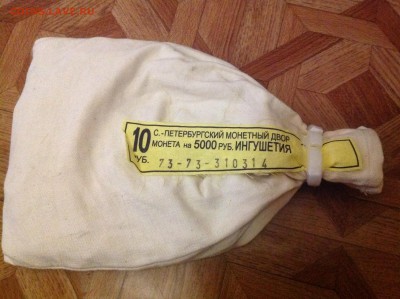 10 РУБ.
С.-ПЕТЕРБУРГСКИЙ МОНЕТНЫЙ ДВОР
МОНЕТА НА 5000 РУБ. ИНГУШЕТИЯ
73-73-310314